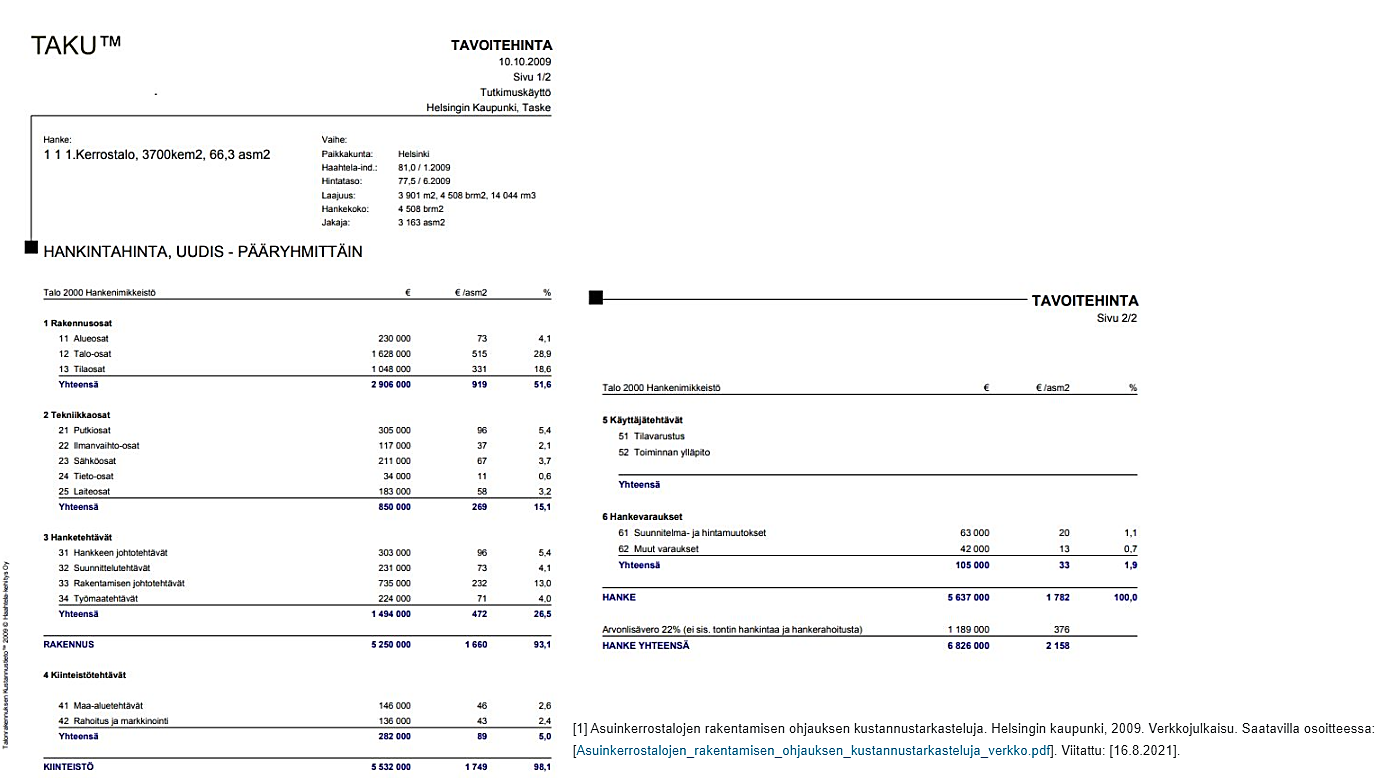 TAKU™
TAVOITEHINTA
10.10.2009
Sivu 1/2
Tutkimuskäyttö
Helsingin Kaupunki, Taske
Hanke:
1 1 1.Kerrostalo, 3700kem2, 66,3 asm2
Vaihe:
Paikkakunta: Helsinki
Haahtela-ind.: 81,0 / 1.2009
Hintataso: 77,5 / 6.2009
Laajuus: 3 901 m2, 4 508 brm2, 14 044 rm3
Hankekoko: 4 508 brm2
Jakaja: 3 163 asm2
HANKINTAHINTA, UUDIS - PÄÄRYHMITTÄIN
Talo 2000 Hankenimikkeistö € € /asm2 %
1 Rakennusosat
11 Alueosat 230 000 73 4,1
12 Talo-osat 1 628 000 515 28,9
13 Tilaosat 1 048 000 331 18,6
Yhteensä 2 906 000 919 51,6
2 Tekniikkaosat
21 Putkiosat 305 000 96 5,4
22 Ilmanvaihto-osat 117 000 37 2,1
23 Sähköosat 211 000 67 3,7
24 Tieto-osat 34 000 11 0,6
25 Laiteosat 183 000 58 3,2
Yhteensä 850 000 269 15,1
3 Hanketehtävät
31 Hankkeen johtotehtävät 303 000 96 5,4
32 Suunnittelutehtävät 231 000 73 4,1
33 Rakentamisen johtotehtävät 735 000 232 13,0
34 Työmaatehtävät 224 000 71 4,0
Yhteensä 1 494 000 472 26,5
RAKENNUS 5 250 000 1 660 93,1
4 Kiinteistötehtävät
41 Maa-aluetehtävät 146 000 46 2,6
42 Rahoitus ja markkinointi 136 000 43 2,4
Yhteensä 282 000 89 5,0
KIINTEISTÖ 5 532 000 1 749 98,1
Talonrakennuksen Kustannustieto™ 2009 © Haahtela-kehitys Oy
TAVOITEHINTA
Sivu 2/2
Talo 2000 Hankenimikkeistö € € /asm2 %
5 Käyttäjätehtävät
51 Tilavarustus
52 Toiminnan ylläpito
Yhteensä
6 Hankevaraukset
61 Suunnitelma- ja hintamuutokset 63 000 20 1,1
62 Muut varaukset 42 000 13 0,7
Yhteensä 105 000 33 1,9
HANKE 5 637 000 1 782 100,0
Arvonlisävero 22% (ei sis. tontin hankintaa ja hankerahoitusta) 1 189 000 376
HANKE YHTEENSÄ 6 826 000 2 158
[1] Asuinkerrostalojen rakentamisen ohjauksen kustannustarkasteluja. Helsingin kaupunki, 2009. Verkkojulkaisu. Saatavilla osoitteessa:
[Asuinkerrostalojen_rakentamisen_ohjauksen_kustannustarkasteluja_verkko.pdf]. Viitattu: [16.8.2021].